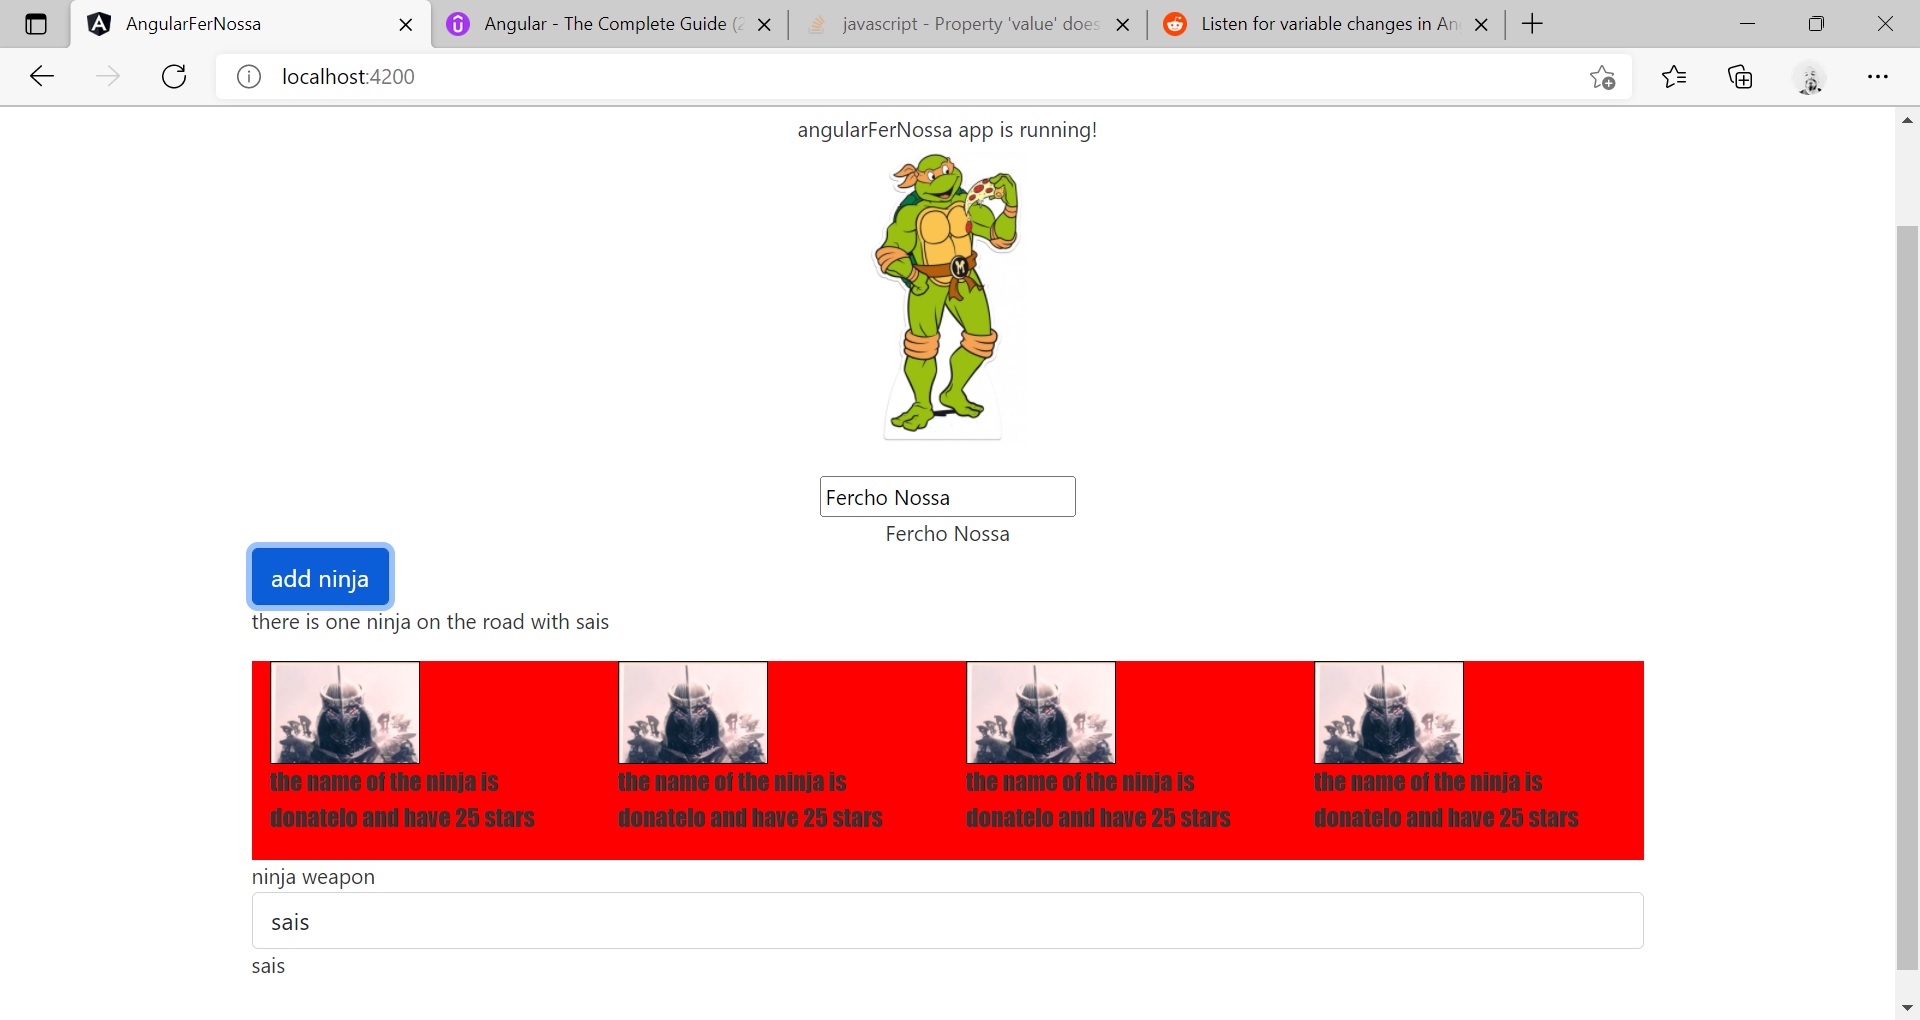 AngularFerNossa
Angular - The Complete Guide (2
javascript - Property 'value' does
Listen for variable changes in An
localhost:4200
angularFerNossa app is running!
M
Fercho Nossa
Fercho Nossa
add ninja
there is one ninja on the road with sais
the name of the ninja is
donatelo and have 25 stars
the name of the ninja is
donatelo and have 25 stars
the name of the ninja is
donatelo and have 25 stars
the name of the ninja is
donatelo and have 25 stars
ninja weapon
sais
sais